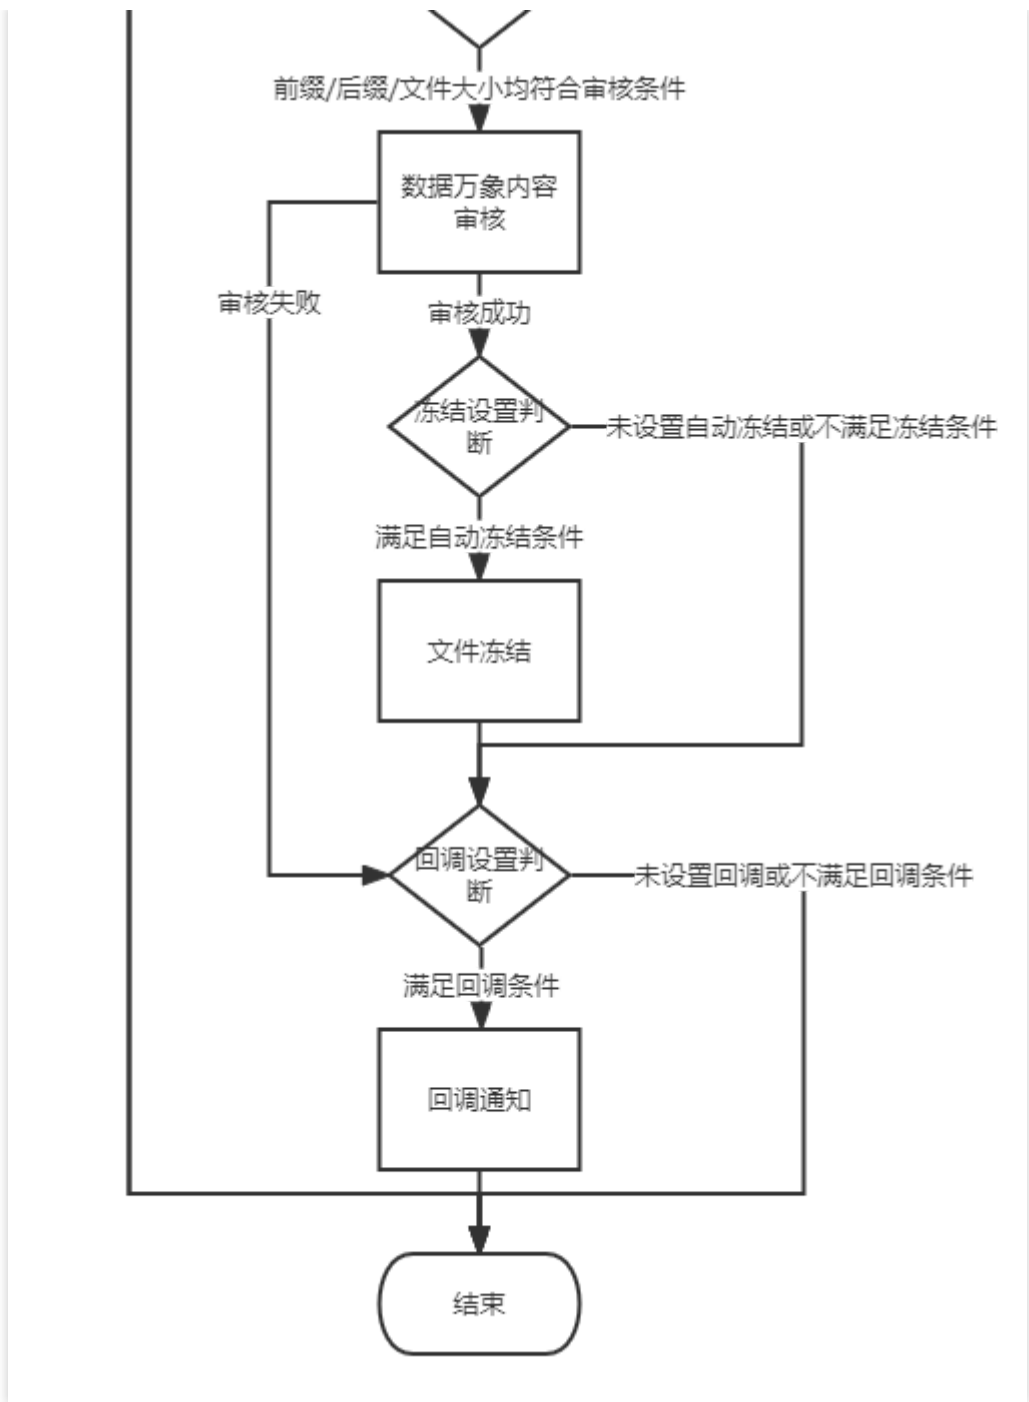 前缀/后缀/文件大小均符合审核条件
数据万象内容
审核
审核失败
审核成功
冻结设置判
断
未设置自动冻结或不满足冻结条件
满足自动冻结条件
文件冻结
回调设置判
断
未设置回调或不满足回调条件
满足回调条件
回调通知
结束